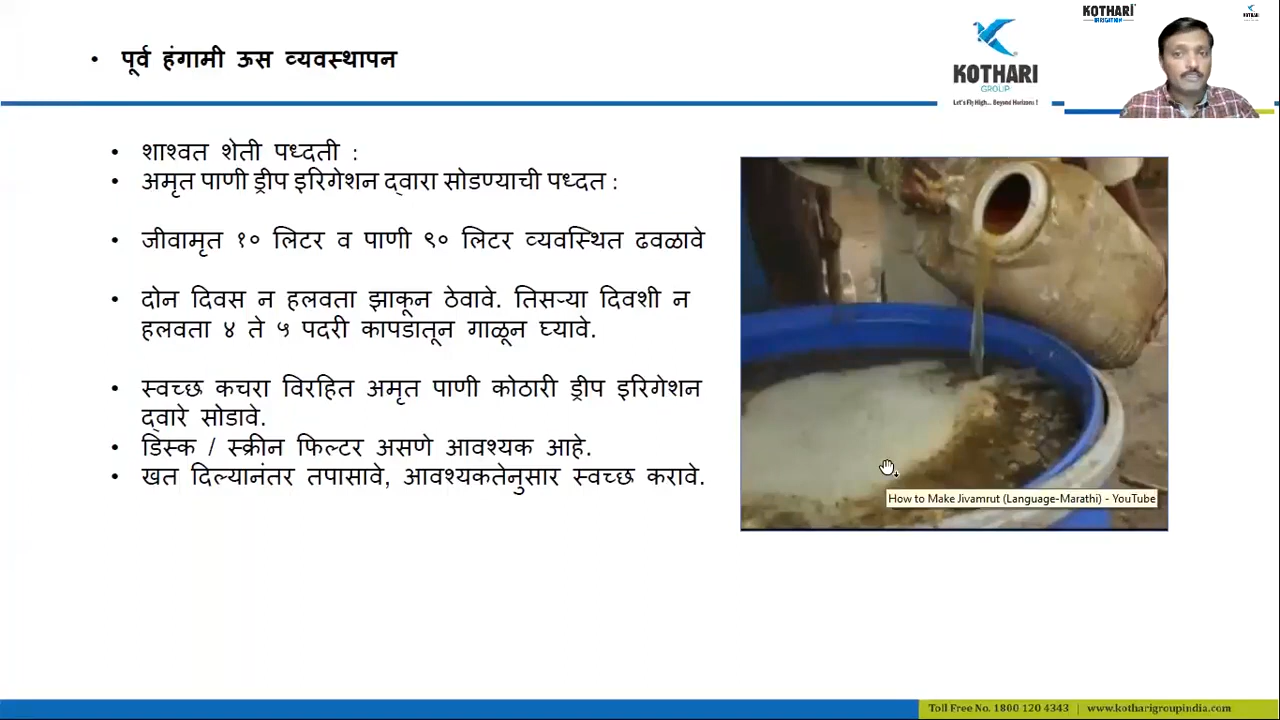 • पूर्व हंगामी ऊस व्यवस्थापन
KOTHARI
GROUP
Let's Fly High... Beyond Horizons !
KOTHARI
IRRIGATION
KOTHARI
• शाश्वत शेती पध्दती :
• अमृत पाणी ड्रीप इरिगेशन द्वारा सोडण्याची पध्दत :
• जीवामृत १० लिटर व पाणी ९० लिटर व्यवस्थित ढवळावे
• दोन दिवस न हलवता झाकून ठेवावे. तिसऱ्या दिवशी न
हलवता ४ ते ५ पदरी कापडातून गाळून घ्यावे.
• स्वच्छ कचरा विरहित अमृत पाणी कोठारी ड्रीप इरिगेशन
द्वारे सोडावे.
• डिस्क / स्क्रीन फिल्टर असणे आवश्यक आहे.
• खत दिल्यानंतर तपासावे, आवश्यकतेनुसार स्वच्छ करावे.
How to Make Jivamrut (Language-Marathi) - YouTube
Toll Free No. 1800 120 4343 | www.kotharigroupindia.com